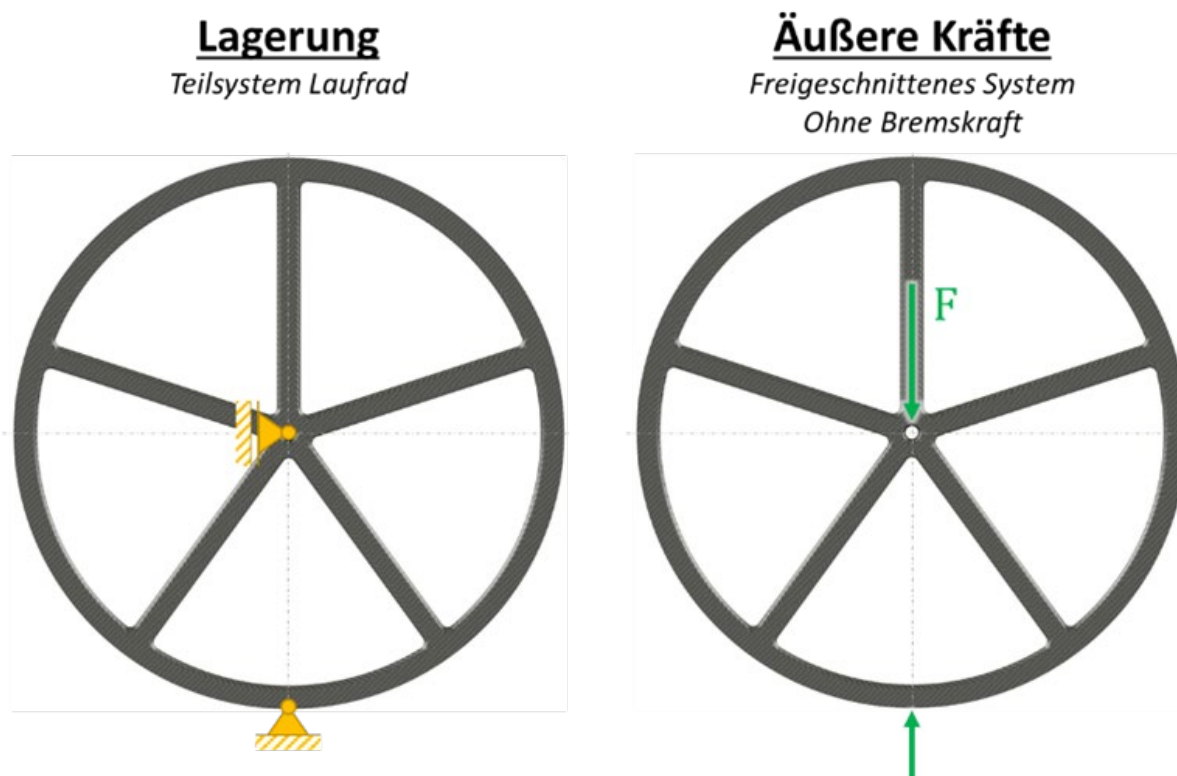 Lagerung
Teilsystem Laufrad
Äußere Kräfte
Freigeschnittenes System
Ohne Bremskraft
F